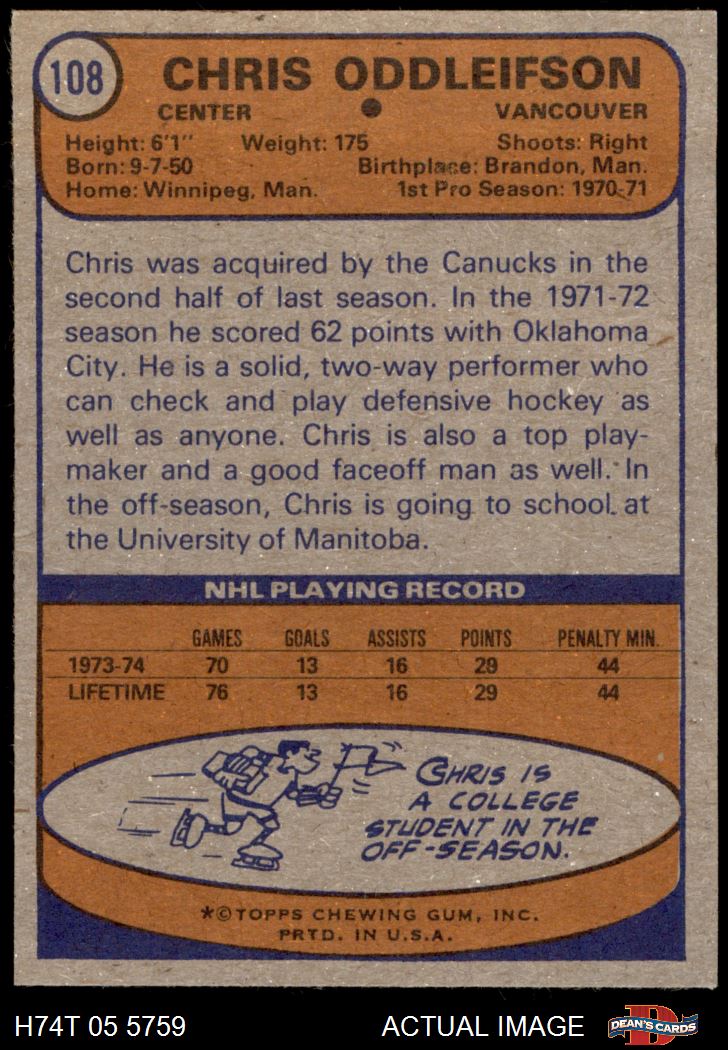 108
CHRIS ODDLEIFSON
CENTER VANCOUVER
Height: 6'1" Weight: 175 Shoots: Right
Born: 9-7-50 Birthplace: Brandon, Man.
Home: Winnipeg, Man. 1st Pro Season: 1970-71
Chris was acquired by the Canucks in the
second half of last season. In the 1971-72
season he scored 62 points with Oklahoma
City. He is a solid, two-way performer who
can check and play defensive hockey as
well as anyone. Chris is also a top play-
maker and a good faceoff man as well. In
the off-season, Chris is going to school at
the University of Manitoba.
NHL PLAYING RECORD
GAMES GOALS ASSISTS POINTS PENALTY MIN.
1973-74 70 13 16 29 44
LIFETIME 76 13 16 29 44
CHRIS IS
A COLLEGE
STUDENT IN THE
OFF-SEASON.
*©TOPPS CHEWING GUM, INC.
PRTD. IN U.S.A.
H74T 05 5759 ACTUAL IMAGE D DEAN'S CARDS